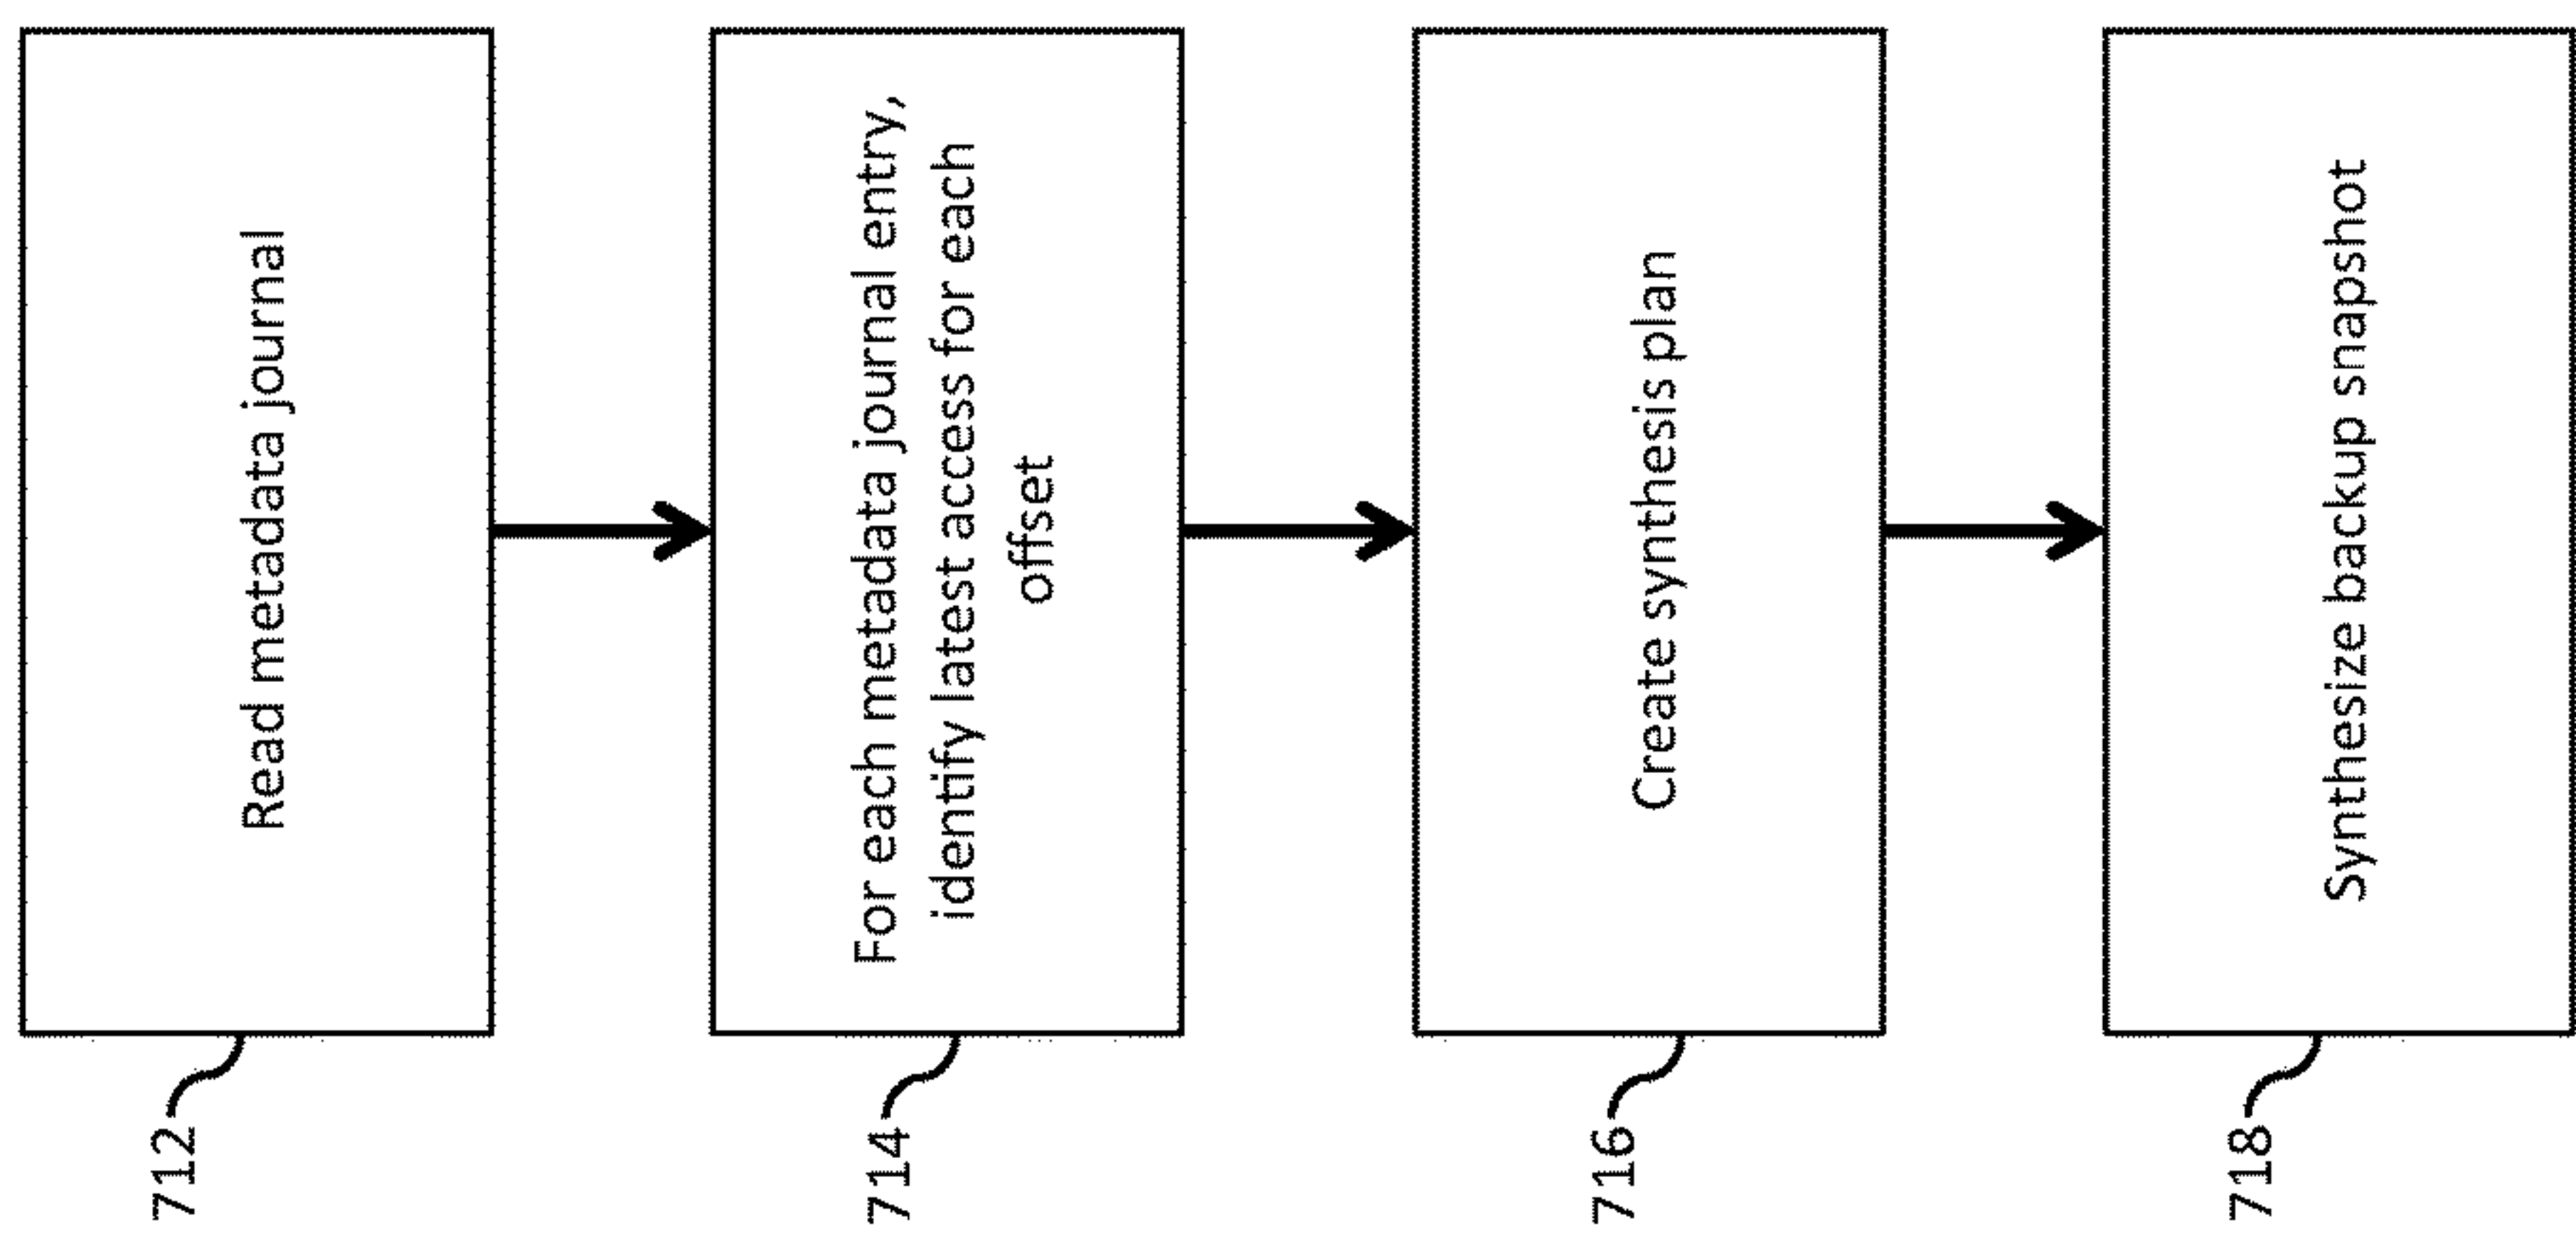 712
Read metadata journal
714
For each metadata journal entry,
identify latest access for each
offset
716
Create synthesis plan
718
Synthesize backup snapshot